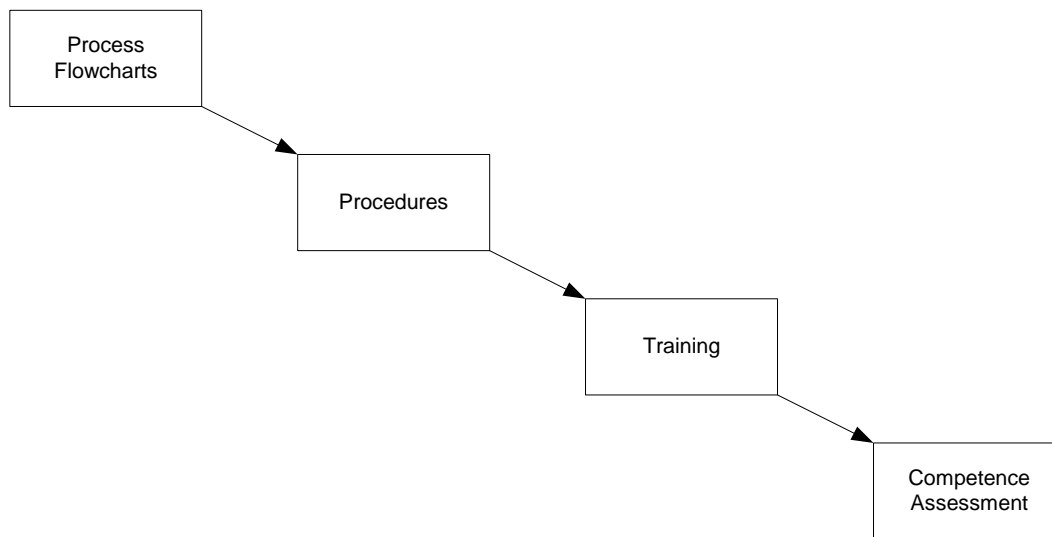 Process
Flowcharts
Procedures
Training
Competence
Assessment